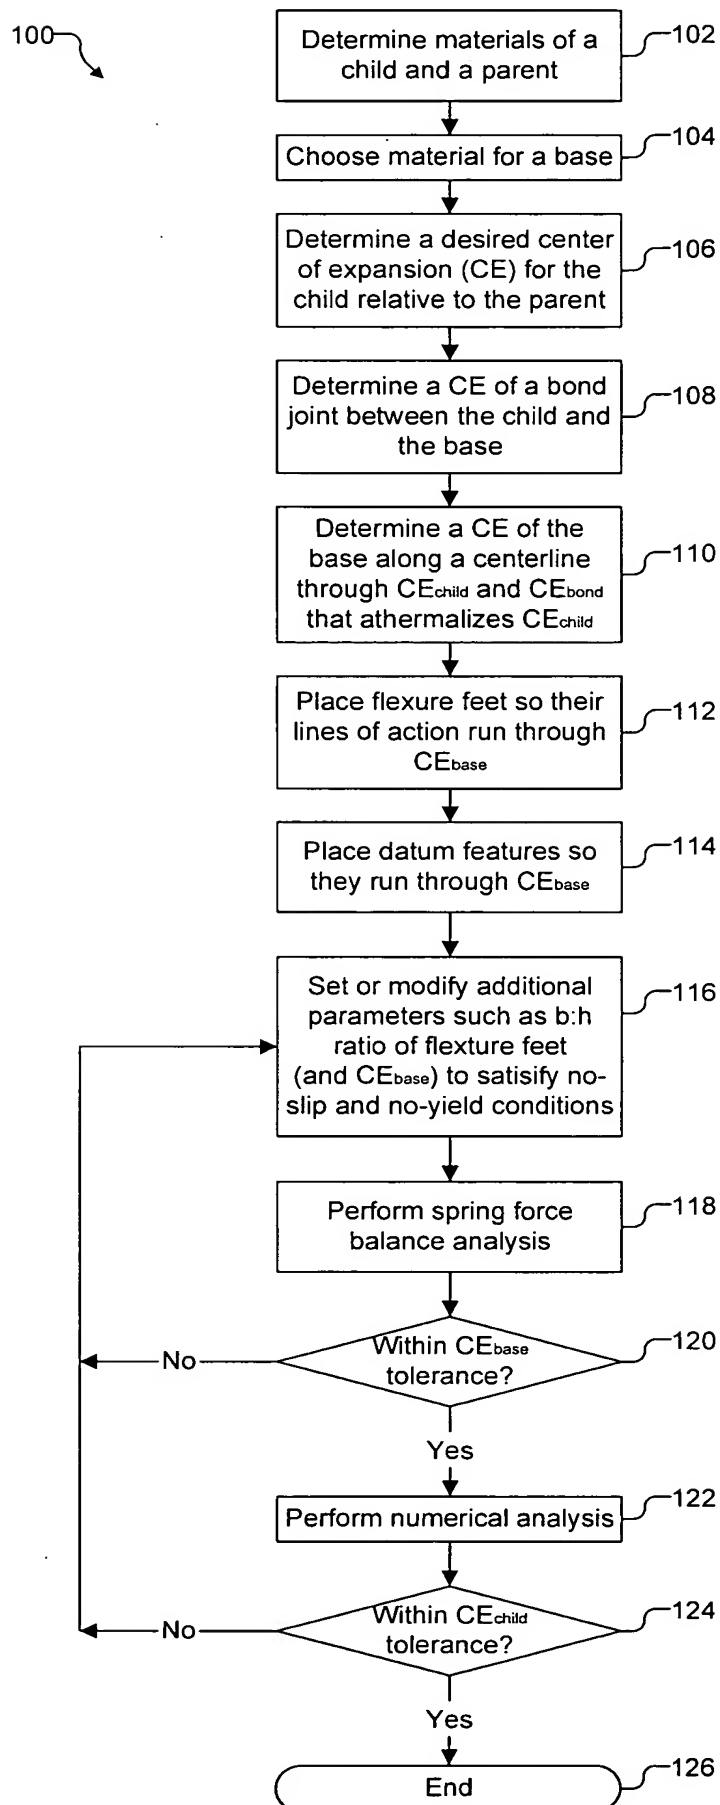 100
Determine materials of a
child and a parent
102
Choose material for a base
104
Determine a desired center
of expansion (CE) for the
child relative to the parent
106
Determine a CE of a bond
joint between the child and
the base
108
Determine a CE of the
base along a centerline
through CEchild and CEbond
that athermalizes CEchild
110
Place flexure feet so their
lines of action run through
CEbase
112
Place datum features so
they run through CEbase
114
Set or modify additional
parameters such as b:h
ratio of flexture feet
(and CEbase) to satisify no-
slip and no-yield conditions
116
Perform spring force
balance analysis
118
Within CEbase
tolerance?
120
No
Yes
Perform numerical analysis
122
Within CEchild
tolerance?
124
No
Yes
End
126